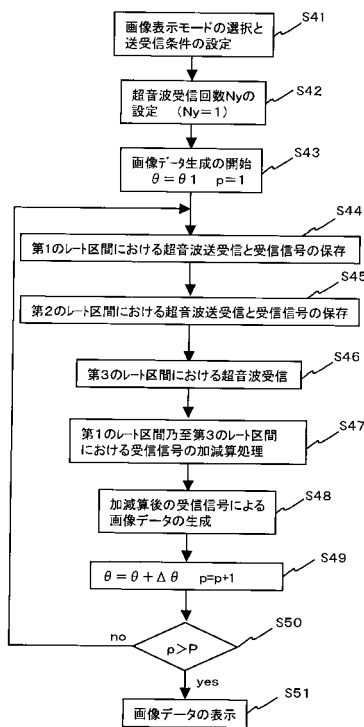 S41
画像表示モードの選択と
送受信条件の設定
S42
超音波受信回数Nyの
設定 (Ny=1)
S43
画像データ生成の開始
θ=θ1 p=1
S44
第1のレート区間における超音波送受信と受信信号の保存
S45
第2のレート区間における超音波送受信と受信信号の保存
S46
第3のレート区間における超音波受信
S47
第1のレート区間乃至第3のレート区間
における受信信号の加減算処理
S48
加減算後の受信信号による
画像データの生成
S49
θ=θ+Δθ p=p+1
S50
no
p>P
yes
S51
画像データの表示